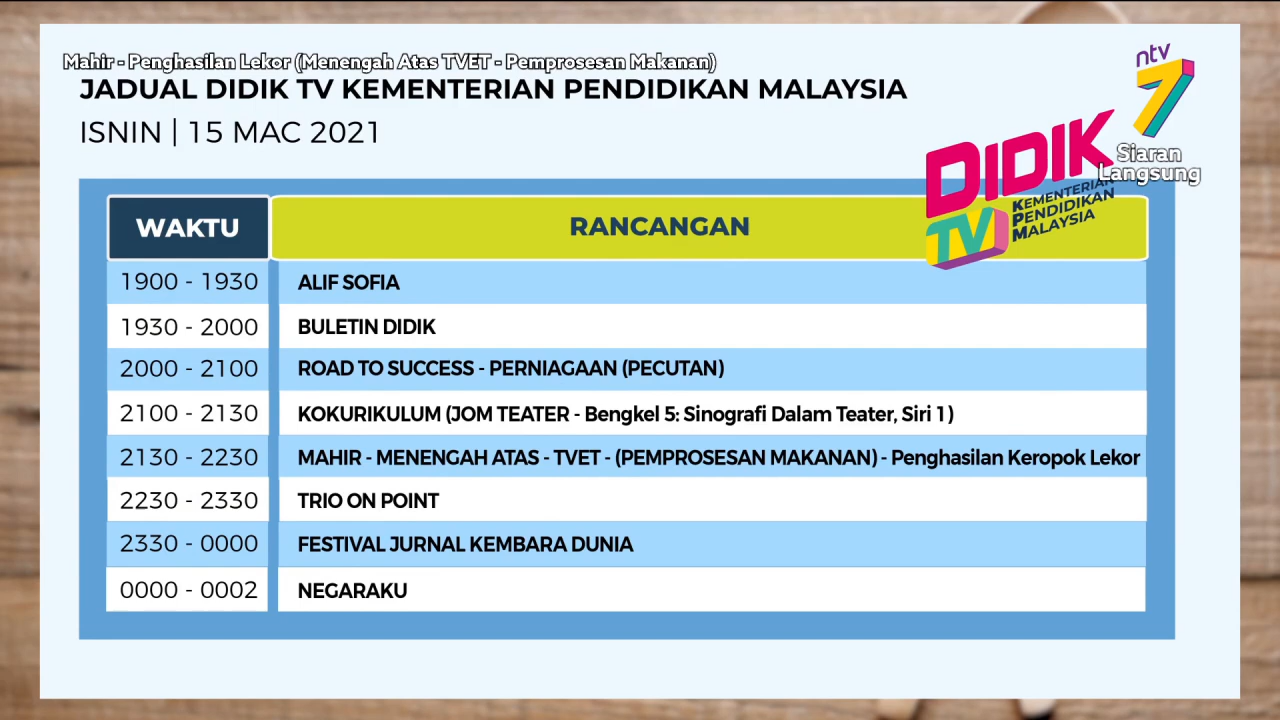 Mahir - Penghasilan Lekor (Menengah Atas TVET - Pemprosesan Makanan)
JADUAL DIDIK TV KEMENTERIAN PENDIDIKAN MALAYSIA
ISNIN | 15 MAC 2021
ntv
7
Siaran
Langsung
DIDIK
TV
KEMENTERIAN
PENDIDIKAN
MALAYSIA
WAKTU RANCANGAN
1900 - 1930 ALIF SOFIA
1930 - 2000 BULETIN DIDIK
2000 - 2100 ROAD TO SUCCESS - PERNIAGAAN (PECUTAN)
2100 - 2130 KOKURIKULUM (JOM TEATER - Bengkel 5: Sinografi Dalam Teater, Siri 1)
2130 - 2230 MAHIR - MENENGAH ATAS - TVET - (PEMPROSESAN MAKANAN) - Penghasilan Keropok Lekor
2230 - 2330 TRIO ON POINT
2330 - 0000 FESTIVAL JURNAL KEMBARA DUNIA
0000 - 0002 NEGARAKU